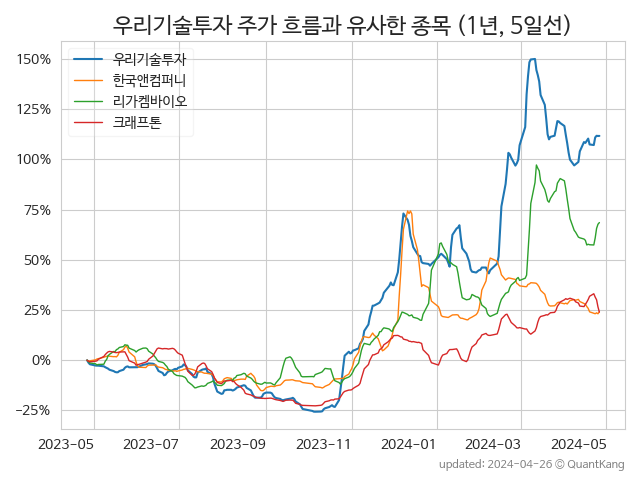 우리기술투자 주가 흐름과 유사한 종목 (1년, 5일선)
150%
125%
100%
75%
50%
25%
0%
−25%
우리기술투자
한국앤컴퍼니
리가켐바이오
크래프톤
2023-05
2023-07
2023-09
2023-11
2024-01
2024-03
2024-05
updated: 2024-04-26 © QuantKang